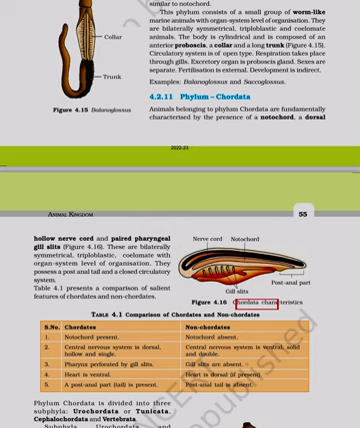 similar to notochord.
This phylum consists of a small group of worm-like
marine animals with organ-system level of organisation. They
are bilaterally symmetrical, triploblastic and coelomate
animals. The body is cylindrical and is composed of an
anterior proboscis, a collar and a long trunk (Figure 4.15).
Circulatory system is of open type. Respiration takes place
through gills. Excretory organ is proboscis gland. Sexes are
separate. Fertilisation is external. Development is indirect.
Examples: Balanoglossus and Saccoglossus.
Collar
Trunk
Figure 4.15 Balanoglossus
4.2.11 Phylum – Chordata
Animals belonging to phylum Chordata are fundamentally
characterised by the presence of a notochord, a dorsal
2022-23
ANIMAL KINGDOM
55
hollow nerve cord and paired pharyngeal
gill slits (Figure 4.16). These are bilaterally
symmetrical, triploblastic, coelomate with
organ-system level of organisation. They
possess a post anal tail and a closed circulatory
system.
Table 4.1 presents a comparison of salient
features of chordates and non-chordates.
Nerve cord Notochord
Post-anal part
Gill slits
Figure 4.16 Chordata characteristics
TABLE 4.1 Comparison of Chordates and Non-chordates
S.No. Chordates Non-chordates
1. Notochord present. Notochord absent.
2. Central nervous system is dorsal, Central nervous system is ventral, solid
hollow and single. and double.
3. Pharynx perforated by gill slits. Gill slits are absent.
4. Heart is ventral. Heart is dorsal (if present).
5. A post-anal part (tail) is present. Post-anal tail is absent.
Phylum Chordata is divided into three
subphyla: Urochordata or Tunicata,
Cephalochordata and Vertebrata.
Subphyla Urochordata and